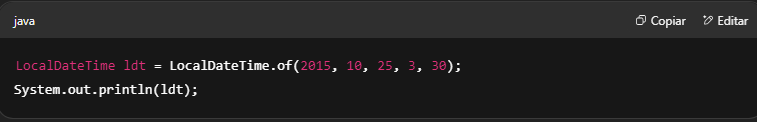 java Copiar Editar
LocalDateTime ldt = LocalDateTime.of(2015, 10, 25, 3, 30);
System.out.println(ldt);